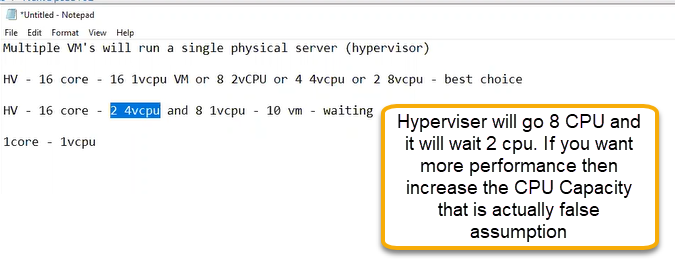 *Untitled - Notepad
File Edit Format View Help
Multiple VM's will run a single physical server (hypervisor)
HV - 16 core - 16 1vcpu VM or 8 2vCPU or 4 4vcpu or 2 8vcpu - best choice
HV - 16 core - 2 4vcpu and 8 1vcpu - 10 vm - waiting
1core - 1vcpu
Hyperviser will go 8 CPU and
it will wait 2 cpu. If you want
more performance then
increase the CPU Capacity
that is actually false
assumption